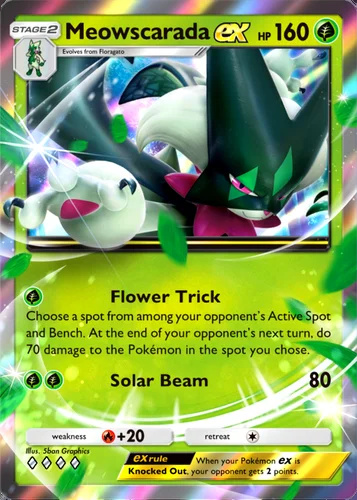 STAGE 2 Meowscarada ex HP 160
Evolves from Floragato
Flower Trick
Choose a spot from among your opponent's Active Spot
and Bench. At the end of your opponent's next turn, do
70 damage to the Pokémon in the spot you chose.
Solar Beam 80
weakness +20 retreat
Illus. 5ban Graphics
ex rule When your Pokémon ex is
Knocked Out, your opponent gets 2 points.